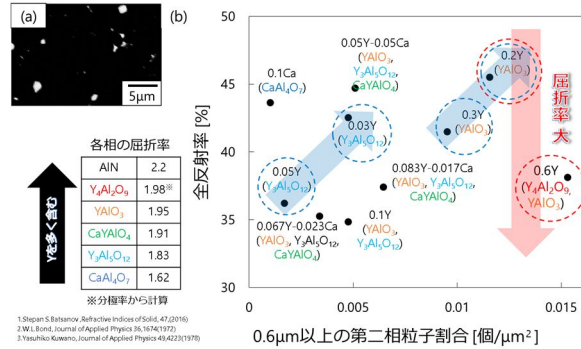 (a)
(b)
5μm
各相の屈折率
AlN 2.2
Y4Al2O9 1.98※
YAlO3 1.95
CaYAlO4 1.91
Y3Al5O12 1.83
CaAl4O7 1.62
※分極率から計算
Yを多く含む
1.Stepan S.Batsanov ,Refractive Indices of Solid, 47,(2016)
2.W.L Bond, Journal of Applied Physics 36,1674(1972)
3.Yasuhiko Kuwano, Journal of Applied Physics 49,4223(1978)
全反射率 [%]
50
45
40
35
30
0.1Ca
(CaAl4O7)
0.05Y-0.05Ca
(YAlO3,
Y3Al5O12,
CaYAlO4)
0.2Y
(YAlO3)
0.03Y
(Y3Al5O12)
0.3Y
(YAlO3)
屈折率大
0.05Y
(Y3Al5O12)
0.083Y-0.017Ca
(YAlO3, Y3Al5O12,
CaYAlO4)
0.6Y
(Y4Al2O9,
YAlO3)
0.067Y-0.023Ca
(YAlO3, Y3Al5O12,
CaYAlO4)
0.1Y
(YAlO3,
Y3Al5O12)
0
0.005
0.01
0.015
0.6μm以上の第二相粒子割合 [個/μm2]